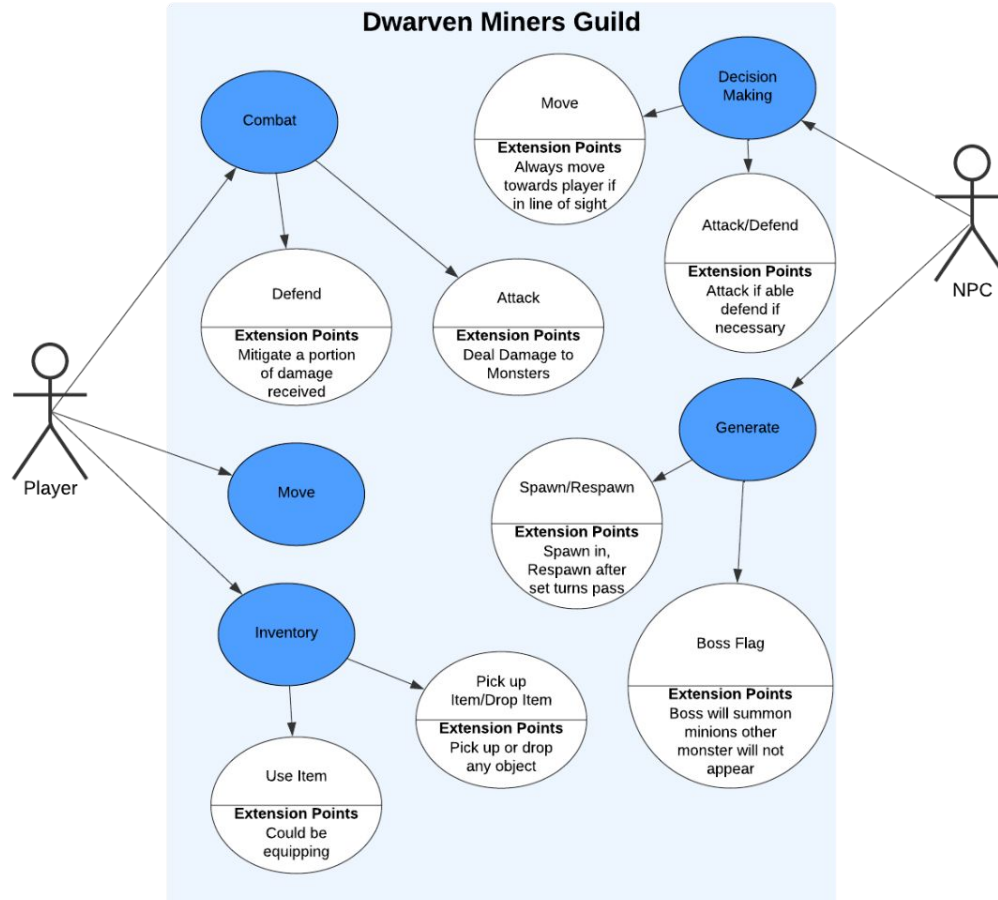 Dwarven Miners Guild
Combat
Defend
Extension Points
Mitigate a portion
of damage
received
Attack
Extension Points
Deal Damage to
Monsters
Player
Move
Inventory
Use Item
Extension Points
Could be
equipping
Pick up
Item/Drop Item
Extension Points
Pick up or drop
any object
Decision
Making
Move
Extension Points
Always move
towards player if
in line of sight
Attack/Defend
Extension Points
Attack if able
defend if
necessary
NPC
Generate
Spawn/Respawn
Extension Points
Spawn in,
Respawn after
set turns pass
Boss Flag
Extension Points
Boss will summon
minions other
monster will not
appear